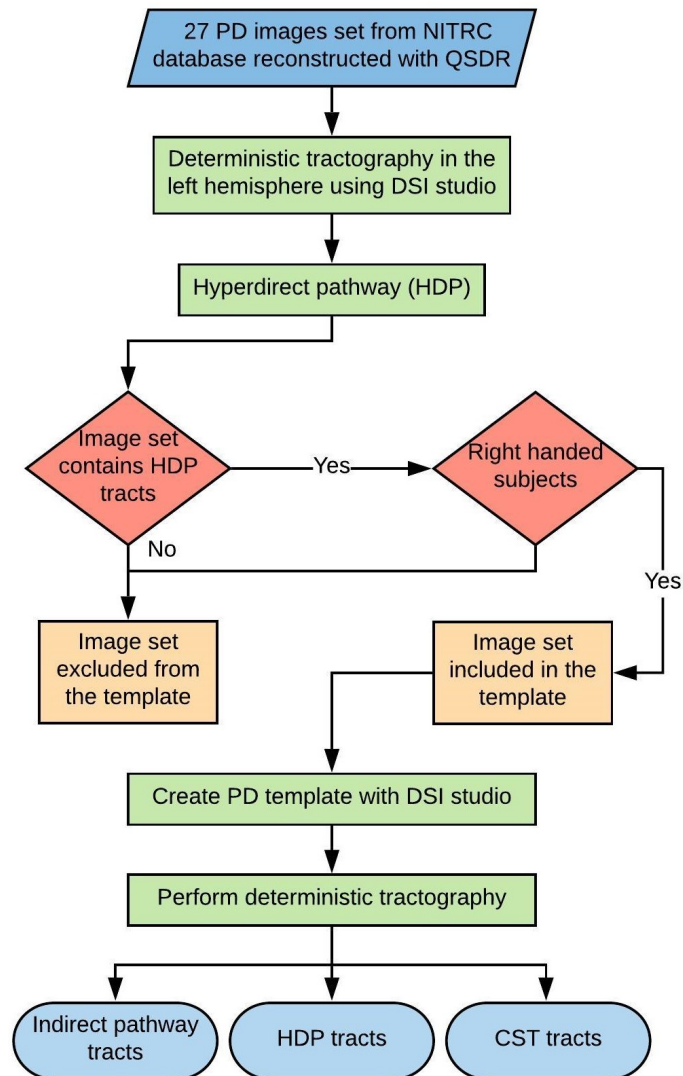 27 PD images set from NITRC
database reconstructed with QSDR
Deterministic tractography in the
left hemisphere using DSI studio
Hyperdirect pathway (HDP)
Image set
contains HDP
tracts
Yes
Right handed
subjects
No
Yes
Image set
excluded from
the template
Image set
included in the
template
Create PD template with DSI studio
Perform deterministic tractography
Indirect pathway
tracts
HDP tracts
CST tracts